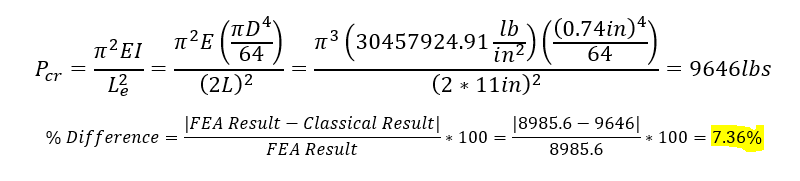 P_cr = π²EI / L_e² = π²E (πD⁴ / 64) / (2L)² = π³ (30457924.91 lb / in²) ((0.74in)⁴ / 64) / (2 * 11in)² = 9646lbs
% Difference = |FEA Result − Classical Result| / FEA Result * 100 = |8985.6 − 9646| / 8985.6 * 100 = 7.36%